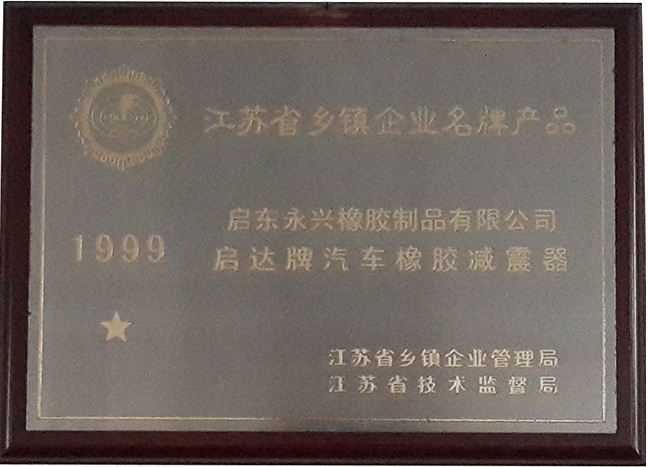 江苏省乡镇企业名牌产品
启东永兴橡胶制品有限公司
1999
启达牌汽车橡胶减震器
江苏省乡镇企业管理局
江苏省技术监督局